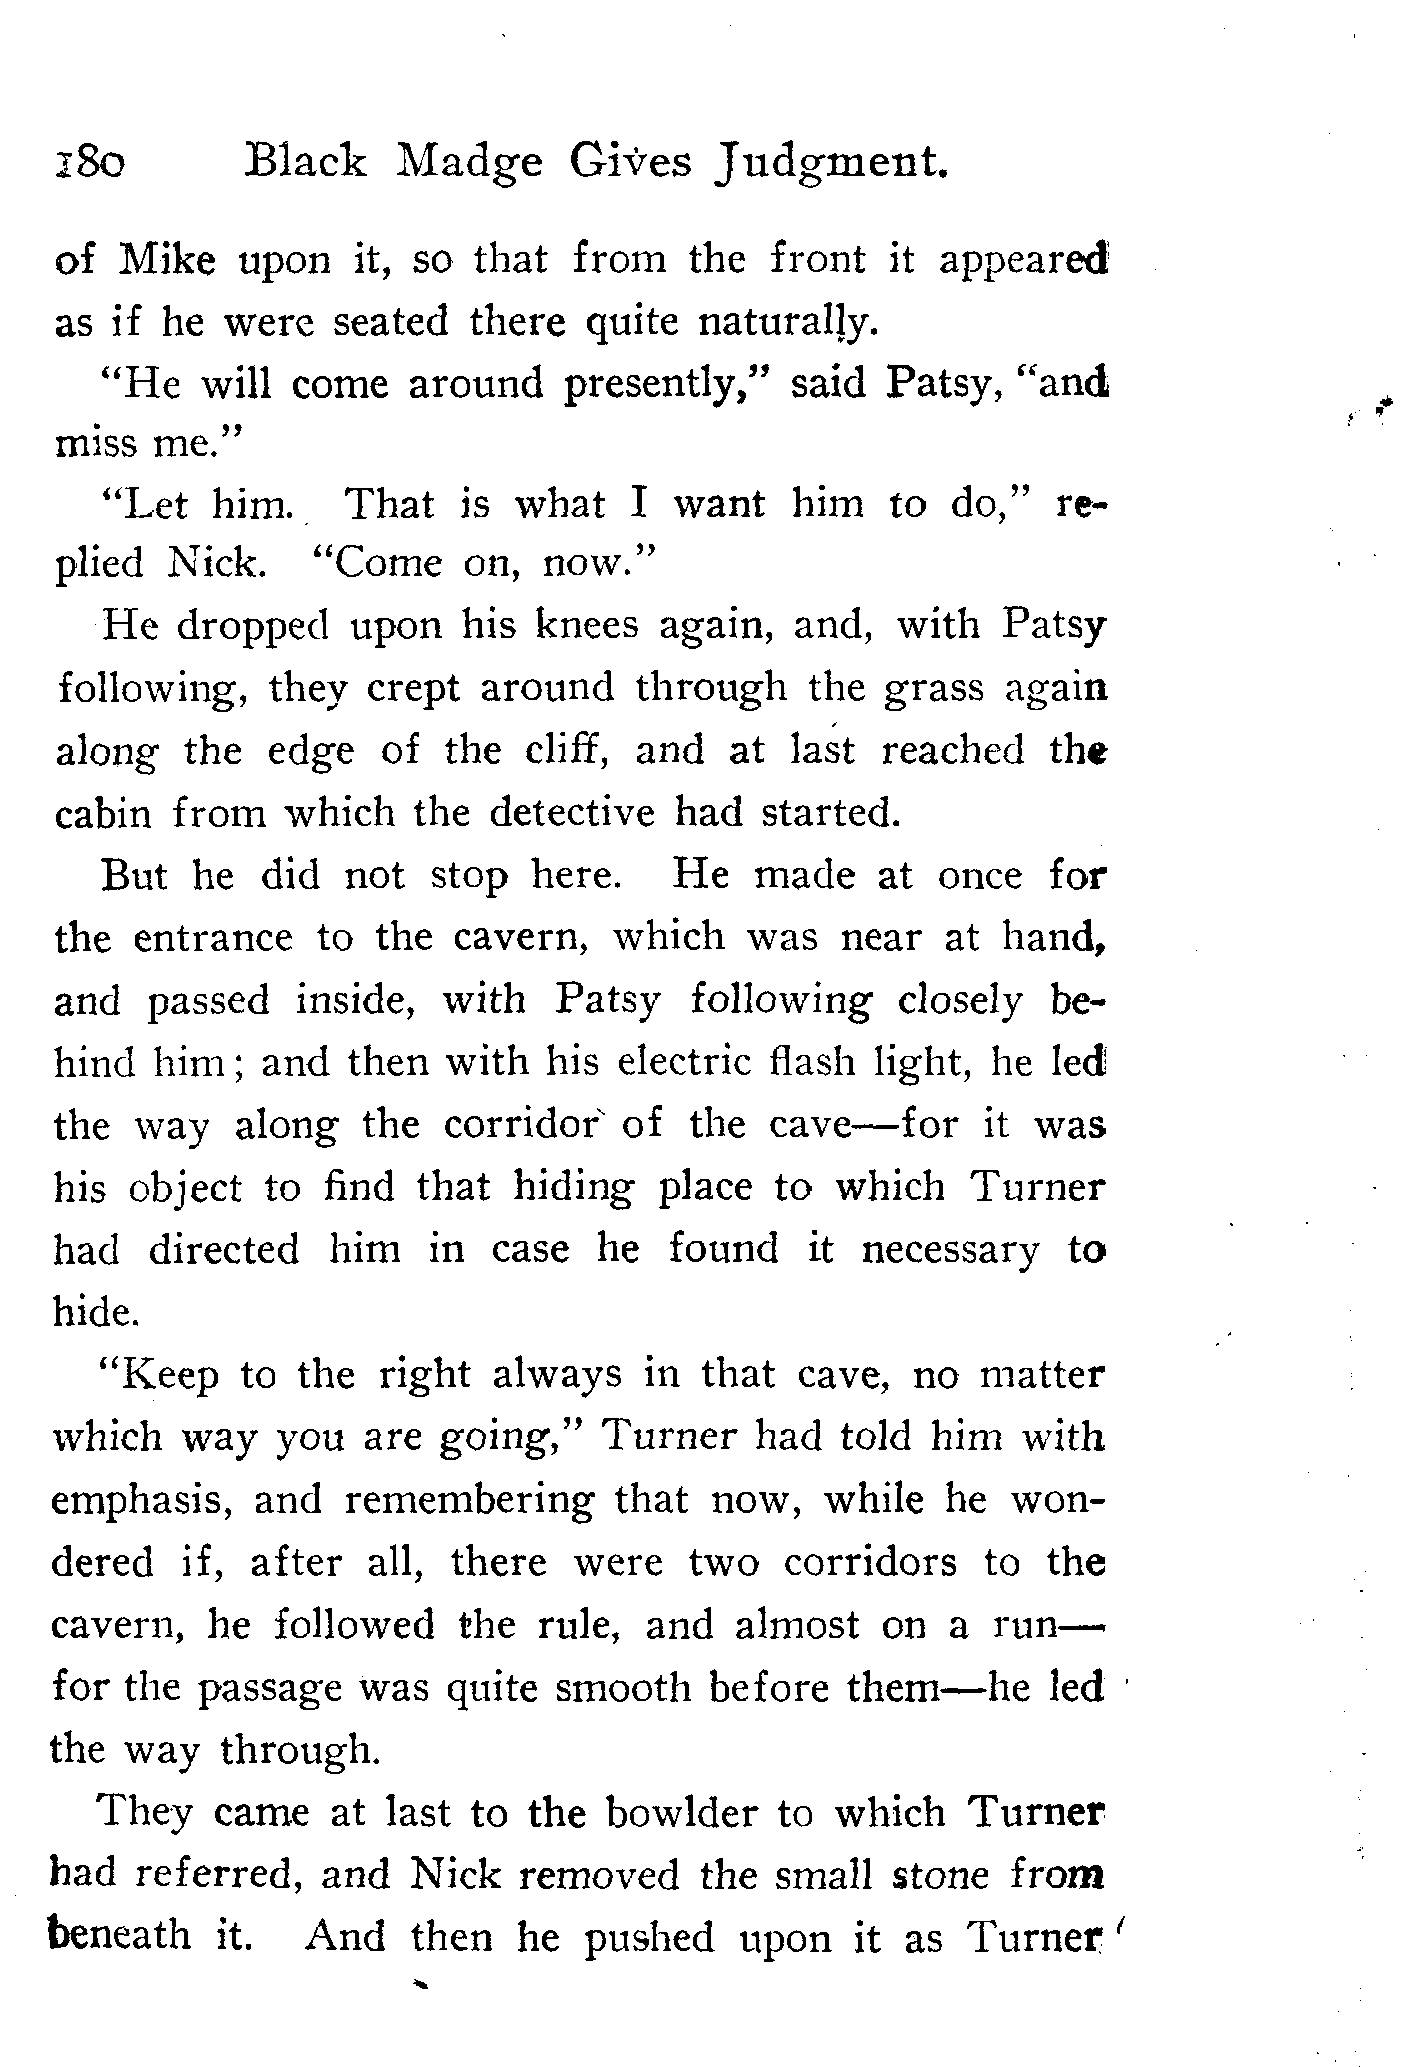 180 Black Madge Gives Judgment.
of Mike upon it, so that from the front it appeared
as if he were seated there quite naturally.
“He will come around presently,” said Patsy, “and
miss me.”
“Let him. That is what I want him to do,” re-
plied Nick. “Come on, now.”
He dropped upon his knees again, and, with Patsy
following, they crept around through the grass again
along the edge of the cliff, and at last reached the
cabin from which the detective had started.
But he did not stop here. He made at once for
the entrance to the cavern, which was near at hand,
and passed inside, with Patsy following closely be-
hind him; and then with his electric flash light, he led
the way along the corridor of the cave—for it was
his object to find that hiding place to which Turner
had directed him in case he found it necessary to
hide.
“Keep to the right always in that cave, no matter
which way you are going,” Turner had told him with
emphasis, and remembering that now, while he won-
dered if, after all, there were two corridors to the
cavern, he followed the rule, and almost on a run—
for the passage was quite smooth before them—he led
the way through.
They came at last to the bowlder to which Turner
had referred, and Nick removed the small stone from
beneath it. And then he pushed upon it as Turner